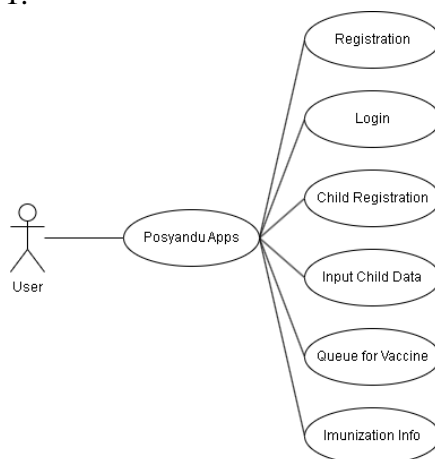 1.
Registration
Login
Child Registration
Posyandu Apps
Input Child Data
User
Queue for Vaccine
Imunization Info